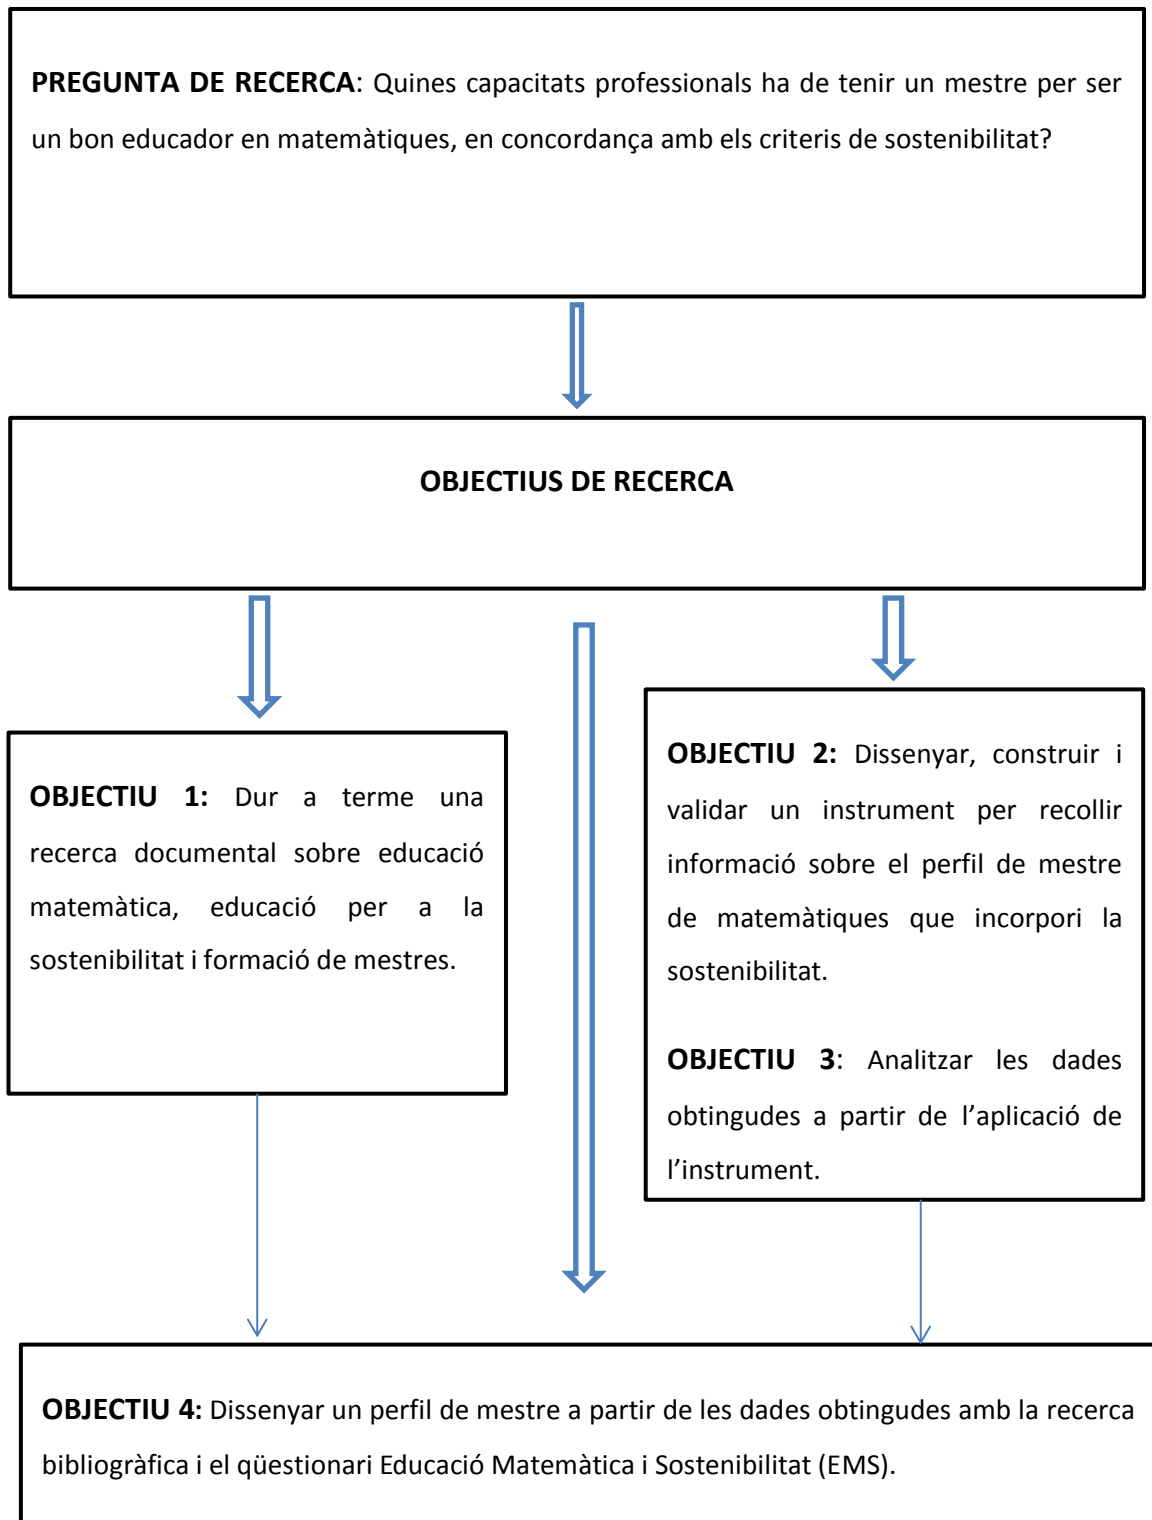 PREGUNTA DE RECERCA: Quines capacitats professionals ha de tenir un mestre per ser
un bon educador en matemàtiques, en concordança amb els criteris de sostenibilitat?
OBJECTIUS DE RECERCA
OBJECTIU 1: Dur a terme una
recerca documental sobre educació
matemàtica, educació per a la
sostenibilitat i formació de mestres.
OBJECTIU 2: Dissenyar, construir i
validar un instrument per recollir
informació sobre el perfil de mestre
de matemàtiques que incorpori la
sostenibilitat.
OBJECTIU 3: Analitzar les dades
obtingudes a partir de l’aplicació de
l’instrument.
OBJECTIU 4: Dissenyar un perfil de mestre a partir de les dades obtingudes amb la recerca
bibliogràfica i el qüestionari Educació Matemàtica i Sostenibilitat (EMS).